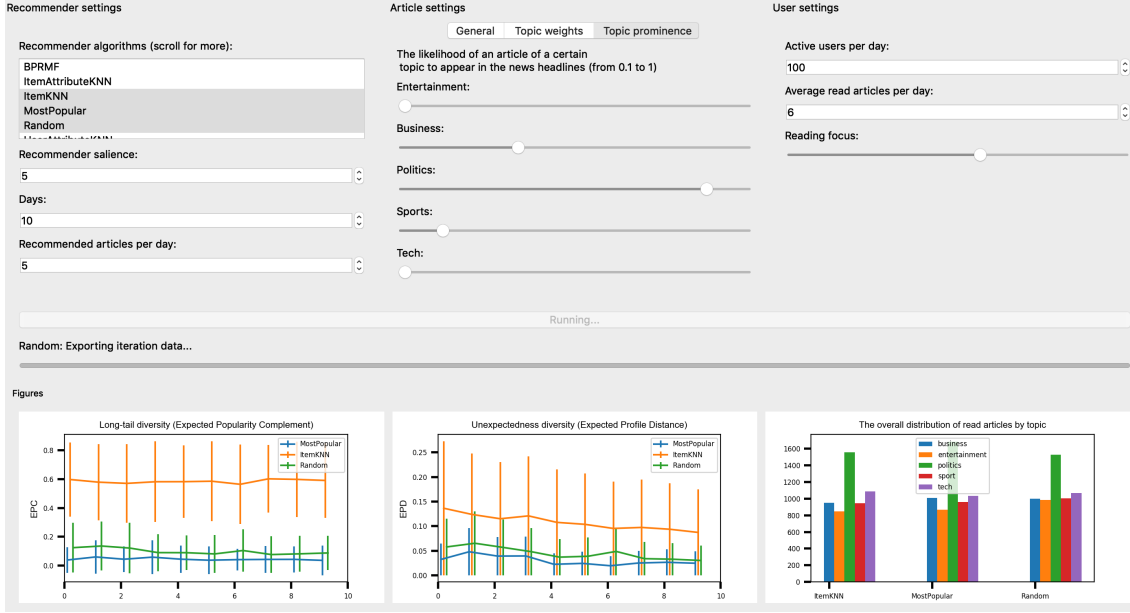 Recommender settings
Recommender algorithms (scroll for more):
BPRMF
ItemAttributeKNN
ItemKNN
MostPopular
Random
UserAttributeKNN
Recommender salience:
5
Days:
10
Recommended articles per day:
5
Article settings
General Topic weights Topic prominence
The likelihood of an article of a certain
topic to appear in the news headlines (from 0.1 to 1)
Entertainment:
Business:
Politics:
Sports:
Tech:
User settings
Active users per day:
100
Average read articles per day:
6
Reading focus:
Running...
Random: Exporting iteration data...
Figures
Long-tail diversity (Expected Popularity Complement)
MostPopular
ItemKNN
Random
EPC
0.8
0.6
0.4
0.2
0.0
0 2 4 6 8 10
Unexpectedness diversity (Expected Profile Distance)
MostPopular
ItemKNN
Random
EPD
0.25
0.20
0.15
0.10
0.05
0.00
0 2 4 6 8 10
The overall distribution of read articles by topic
business
entertainment
politics
sport
tech
1600
1400
1200
1000
800
600
400
200
0
ItemKNN MostPopular Random